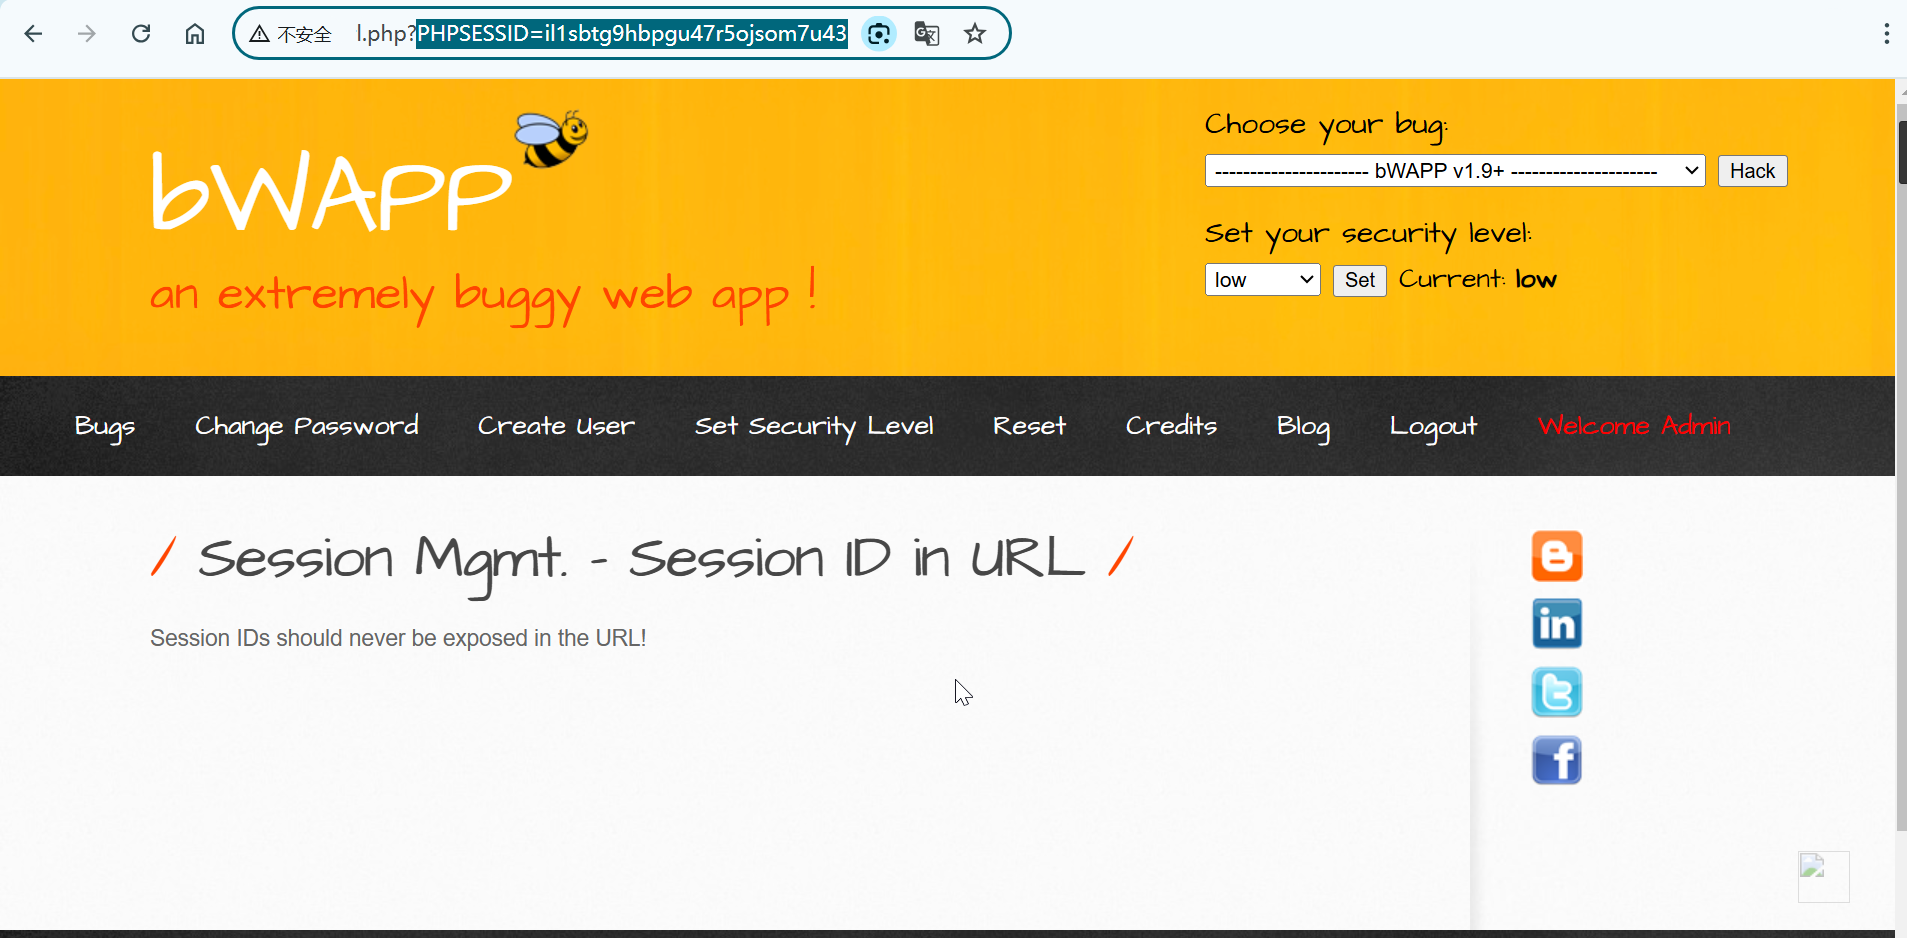 不安全 l.php?PHPSESSID=il1sbtg9hbpgu47r5ojsom7u43
bWAPP
an extremely buggy web app !
Choose your bug:
---------------------- bWAPP v1.9+ --------------------- Hack
Set your security level:
low Set Current: low
Bugs Change Password Create User Set Security Level Reset Credits Blog Logout Welcome Admin
/ Session Mgmt. - Session ID in URL /
Session IDs should never be exposed in the URL!